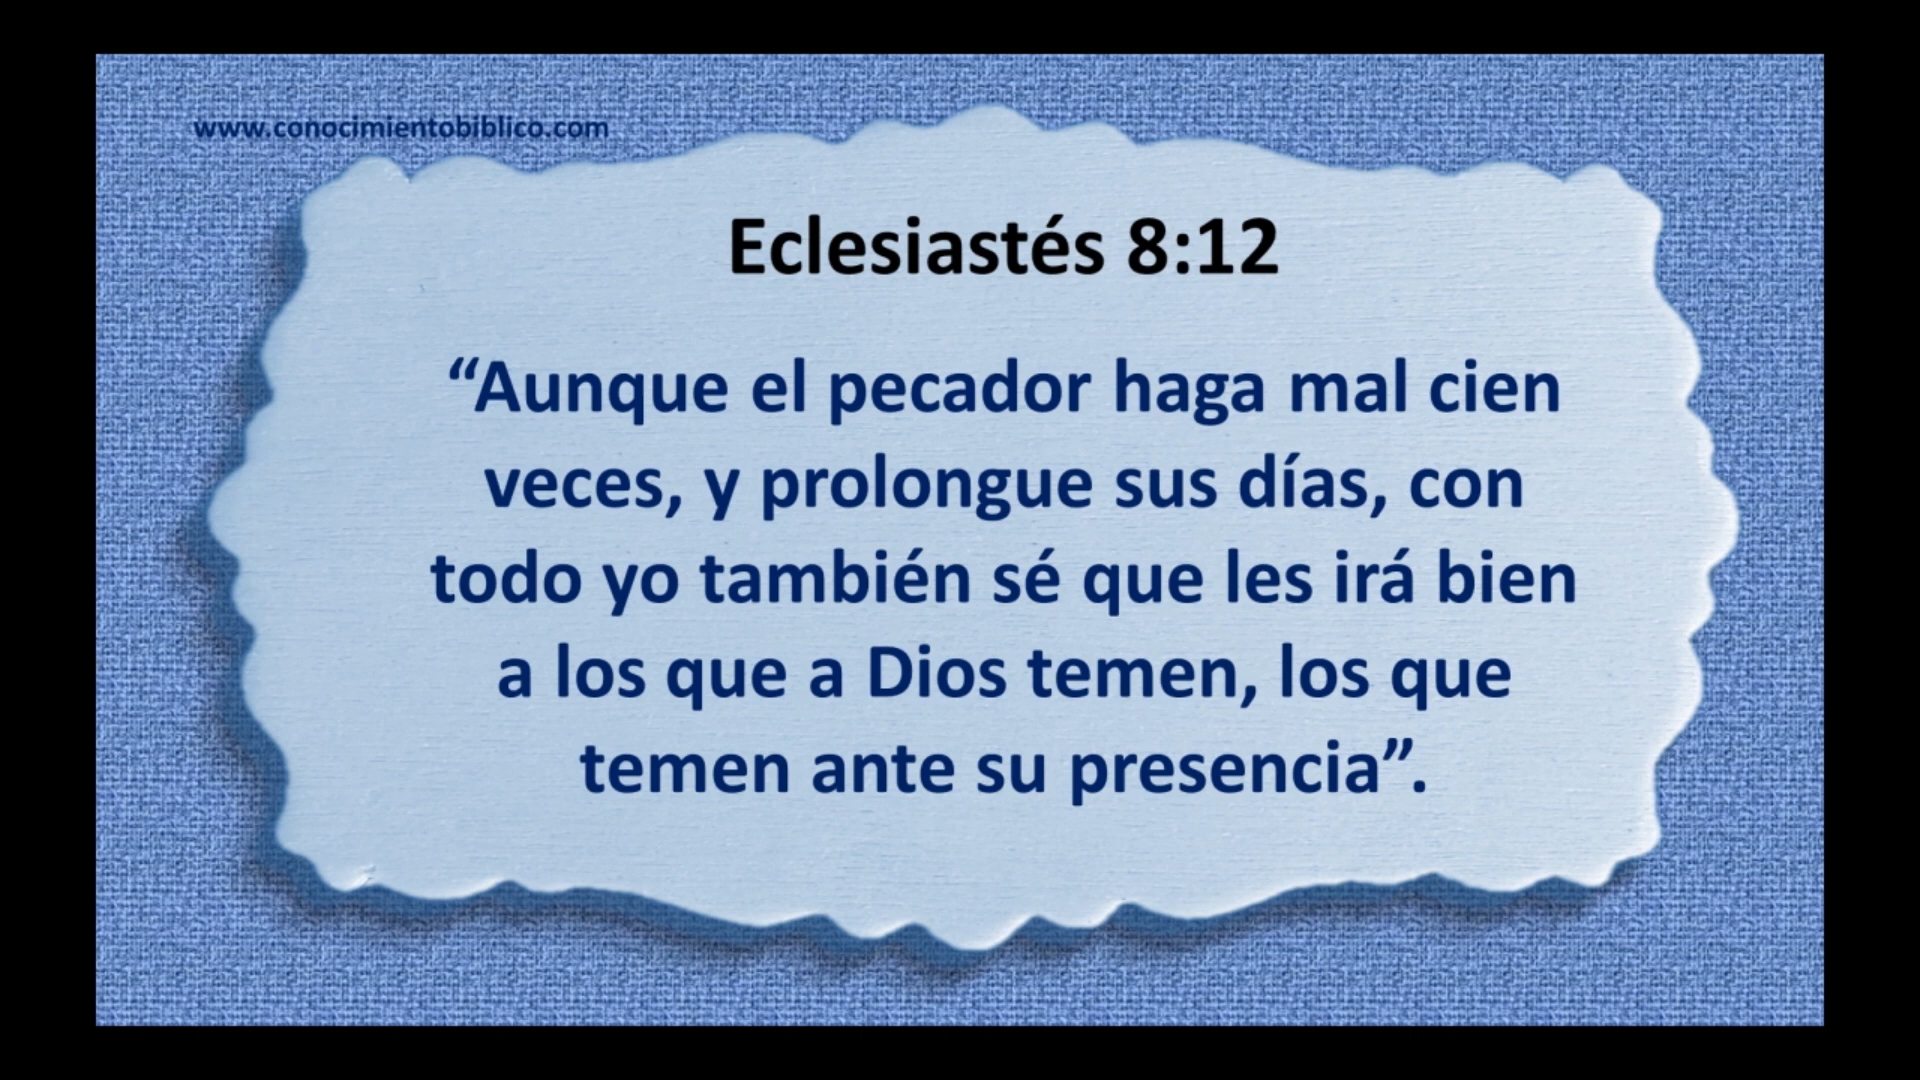 www.conocimientobiblico.com
Eclesiastés 8:12
“Aunque el pecador haga mal cien
veces, y prolongue sus días, con
todo yo también sé que les irá bien
a los que a Dios temen, los que
temen ante su presencia”.